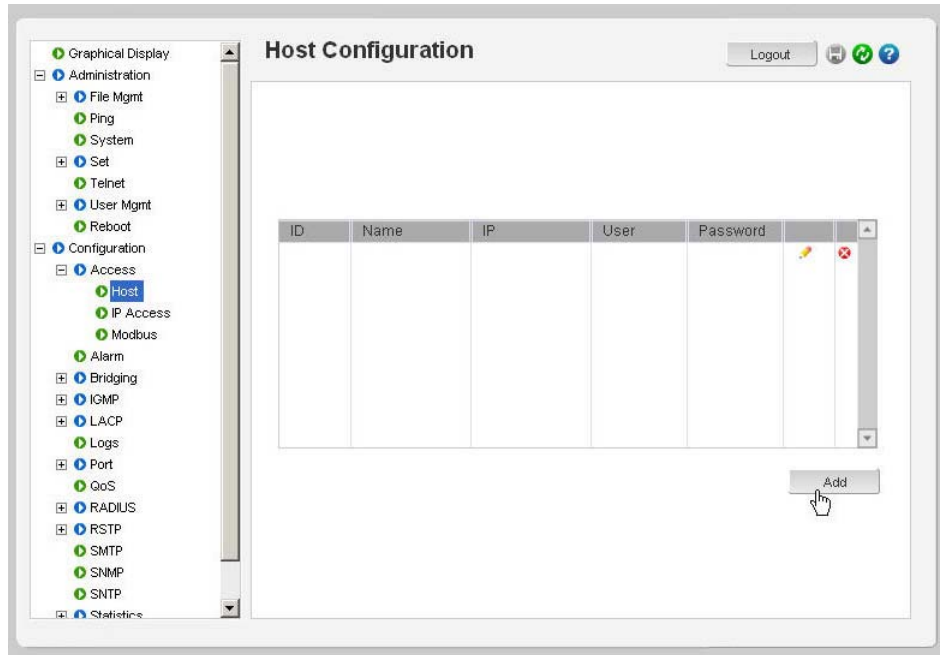 Host Configuration
Logout
Graphical Display
Administration
File Mgmt
Ping
System
Set
Telnet
User Mgmt
Reboot
Configuration
Access
Host
IP Access
Modbus
Alarm
Bridging
IGMP
LACP
Logs
Port
QoS
RADIUS
RSTP
SMTP
SNMP
SNTP
Statistics
ID Name IP User Password
Add